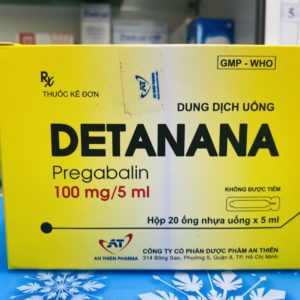 Rx
THUỐC KÊ ĐƠN
GMP - WHO
AT
DUNG DỊCH UỐNG
DETANANA
Pregabalin
100 mg/5 ml
KHÔNG ĐƯỢC TIÊM
Hộp 20 ống nhựa uống x 5 ml
AT
AN THIEN PHARMA
CÔNG TY CỔ PHẦN DƯỢC PHẨM AN THIÊN
314 Bông Sao, Phường 5, Quận 8, TP. Hồ Chí Minh